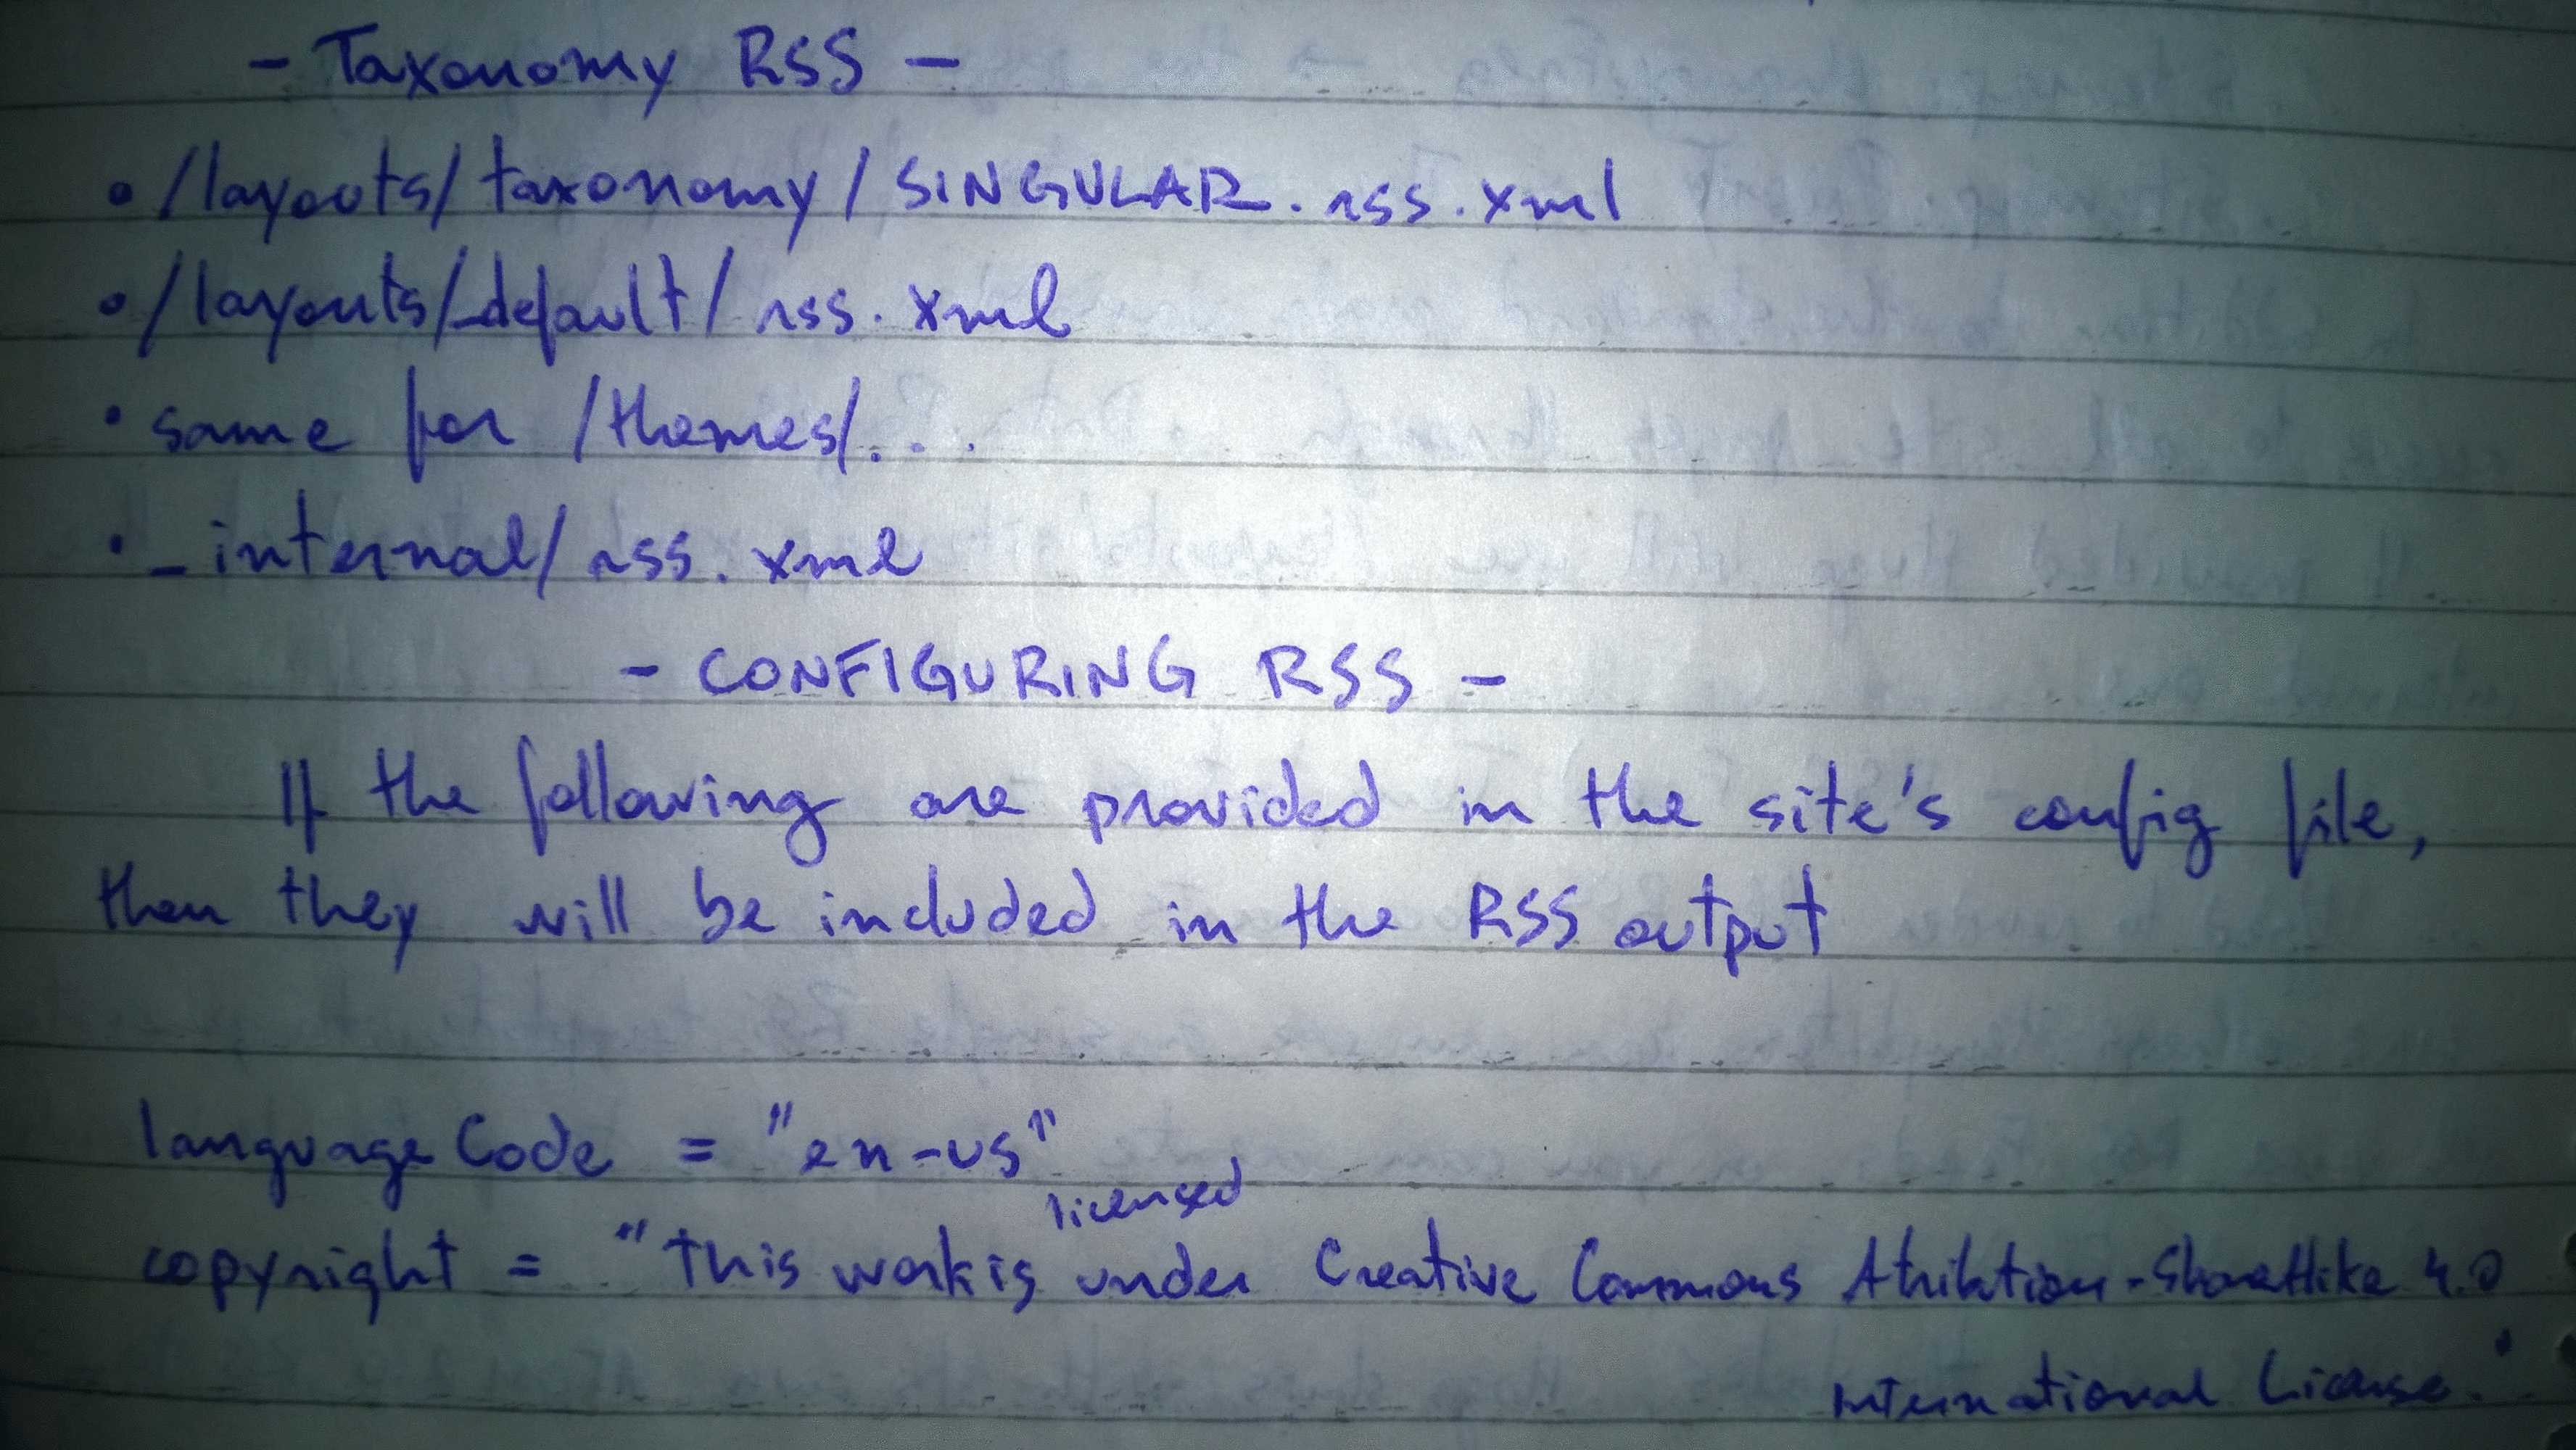 - Taxonomy RSS -
• /layouts/taxonomy/SINGULAR.rss.xml
• /layouts/_default/rss.xml
• same for /themes/...
• _internal/rss.xml
- CONFIGURING RSS -
If the following are provided in the site's config file,
then they will be included in the RSS output
languageCode = "en-us"
licensed
copyright = "This work is under Creative Commons Atribtion-ShareAlike 4.0
International License."